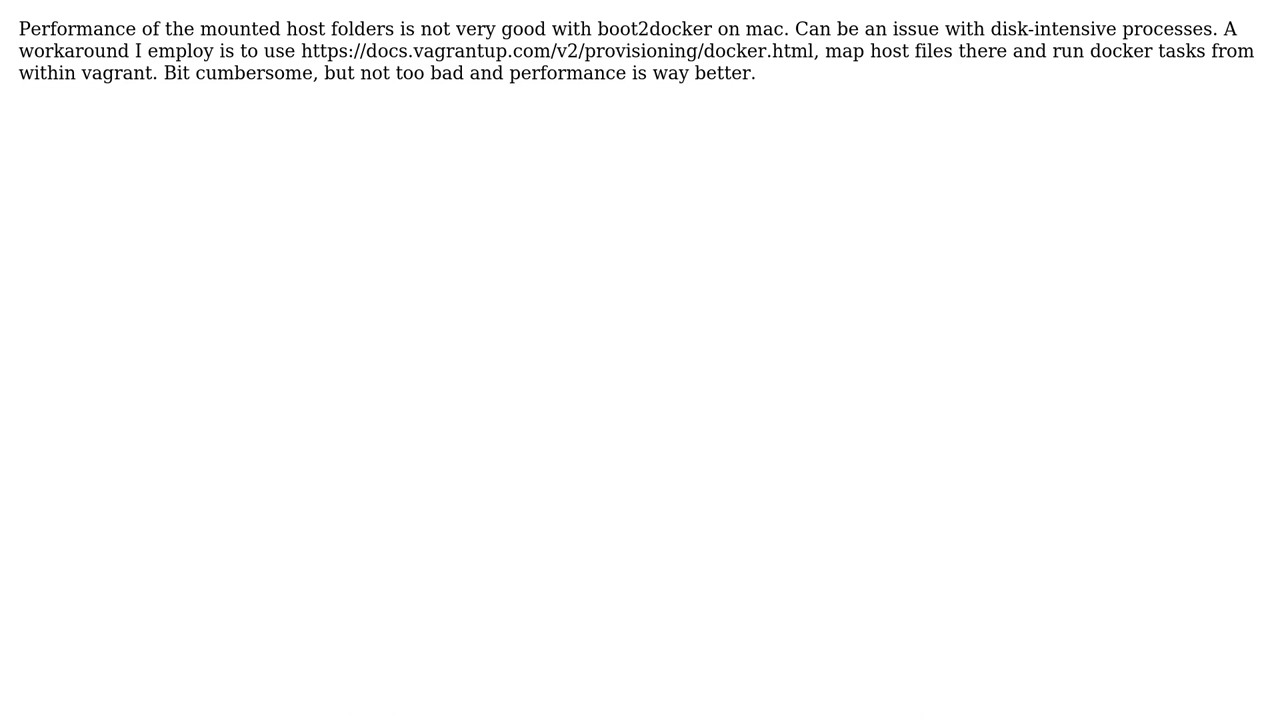 Performance of the mounted host folders is not very good with boot2docker on mac. Can be an issue with disk-intensive processes. A
workaround I employ is to use https://docs.vagrantup.com/v2/provisioning/docker.html, map host files there and run docker tasks from
within vagrant. Bit cumbersome, but not too bad and performance is way better.